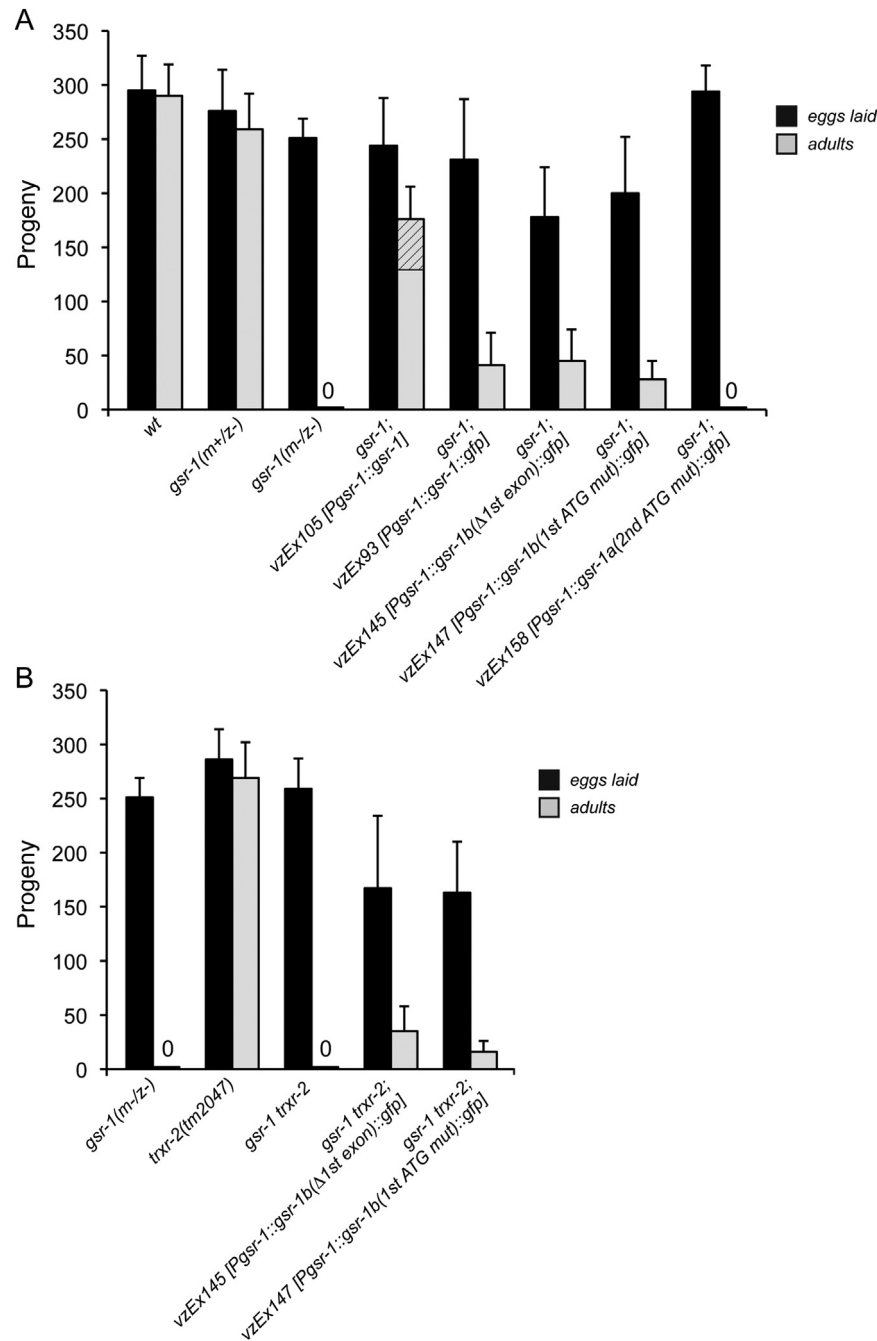 A
350
300
250
200
150
100
50
0
Progeny
eggs laid
adults
0
0
wt
gsr-1(m+/z-)
gsr-1(m-/z-)
gsr-1;
vzEx105 [Pgsr-1::gsr-1]
gsr-1;
vzEx93 [Pgsr-1::gsr-1::gfp]
gsr-1;
vzEx145 [Pgsr-1::gsr-1b(Δ1st exon)::gfp]
gsr-1;
vzEx147 [Pgsr-1::gsr-1b(1st ATG mut)::gfp]
gsr-1;
vzEx158 [Pgsr-1::gsr-1a(2nd ATG mut)::gfp]
B
350
300
250
200
150
100
50
0
Progeny
eggs laid
adults
0
0
gsr-1(m-/z-)
trxr-2(tm2047)
gsr-1 trxr-2
gsr-1 trxr-2;
vzEx145 [Pgsr-1::gsr-1b(Δ1st exon)::gfp]
gsr-1 trxr-2;
vzEx147 [Pgsr-1::gsr-1b(1st ATG mut)::gfp]